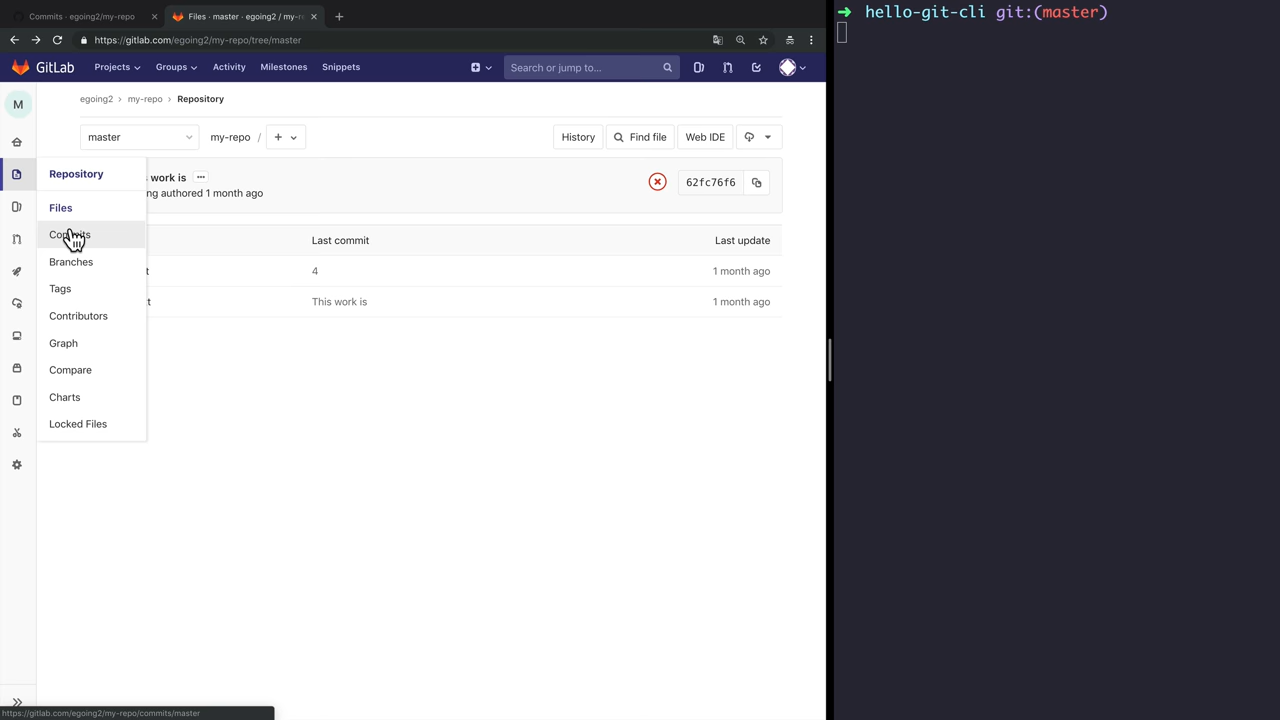 Commits · egoing2/my-repo
Files · master · egoing2 / my-r
https://gitlab.com/egoing2/my-repo/tree/master
GitLab Projects Groups Activity Milestones Snippets Search or jump to...
M
egoing2 › my-repo › Repository
master my-repo / + History Find file Web IDE
Repository
work is ...
ng authored 1 month ago
62fc76f6
Files
Commits
Last commit Last update
Branches
t 4 1 month ago
Tags
t This work is 1 month ago
Contributors
Graph
Compare
Charts
Locked Files
https://gitlab.com/egoing2/my-repo/commits/master
➜ hello-git-cli git:(master)